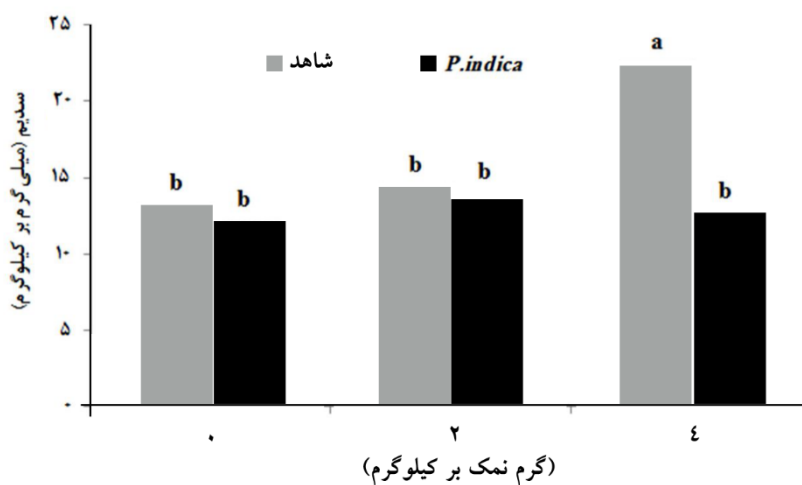 ۲۵
۲۰
۱۵
۱۰
۵
۰
سدیم (میلی گرم بر کیلوگرم)
شاهد
P.indica
b
b
b
b
a
b
۰
۲
٤
(گرم نمک بر کیلوگرم)